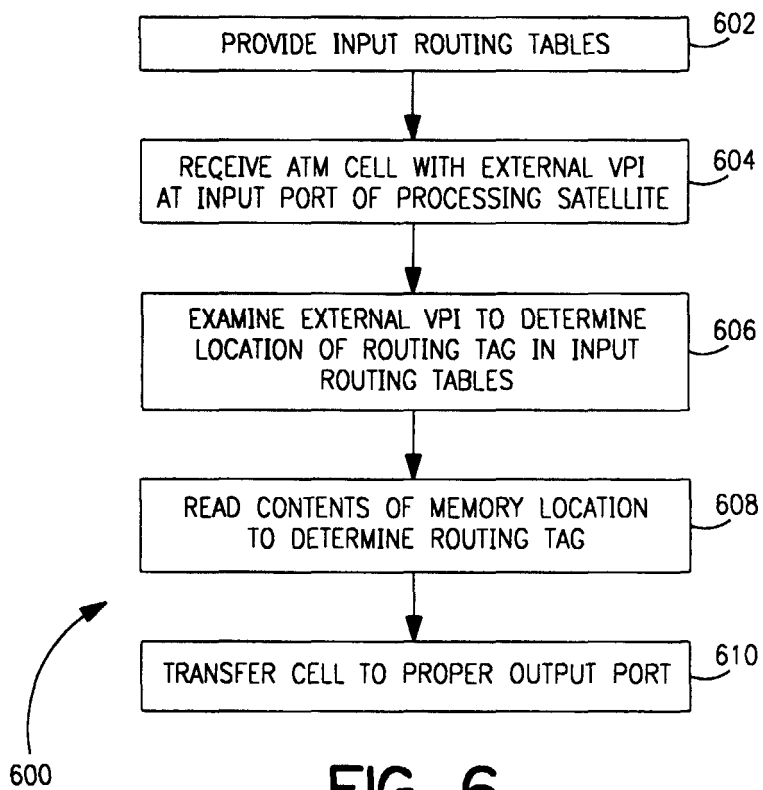 PROVIDE INPUT ROUTING TABLES
602
RECEIVE ATM CELL WITH EXTERNAL VPI
AT INPUT PORT OF PROCESSING SATELLITE
604
EXAMINE EXTERNAL VPI TO DETERMINE
LOCATION OF ROUTING TAG IN INPUT
ROUTING TABLES
606
READ CONTENTS OF MEMORY LOCATION
TO DETERMINE ROUTING TAG
608
TRANSFER CELL TO PROPER OUTPUT PORT
610
600
FIG. 6